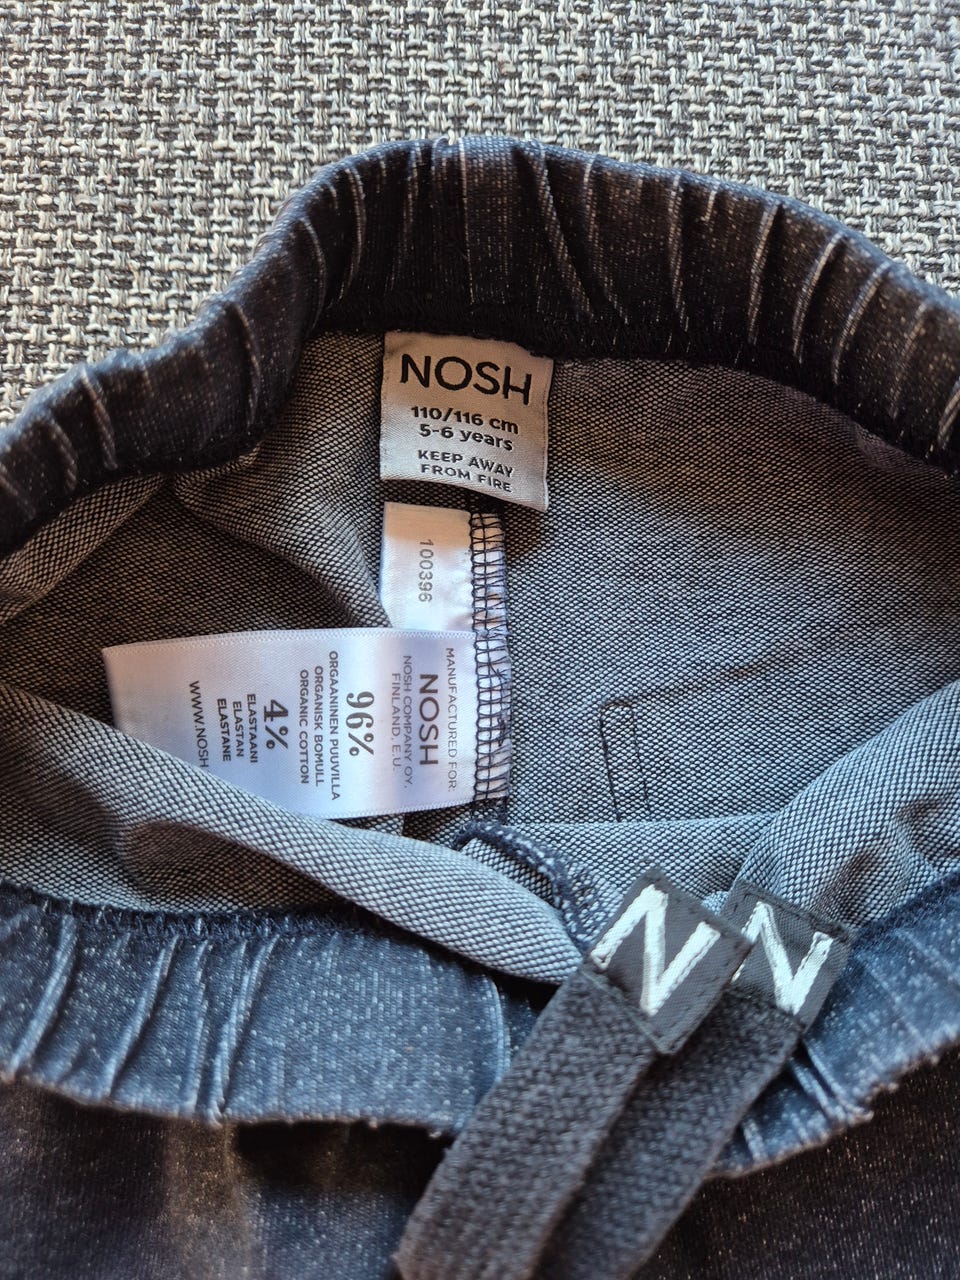 NOSH
110/116 cm
5-6 years
KEEP AWAY
FROM FIRE
100396
MANUFACTURED FOR:
NOSH
NOSH COMPANY OY.
FINLAND, E.U.
96%
ORGAANINEN PUUVILLA
ORGANISK BOMULL
ORGANIC COTTON
4%
ELASTAANI
ELASTAN
ELASTANE
WWW.NOSH
N
N